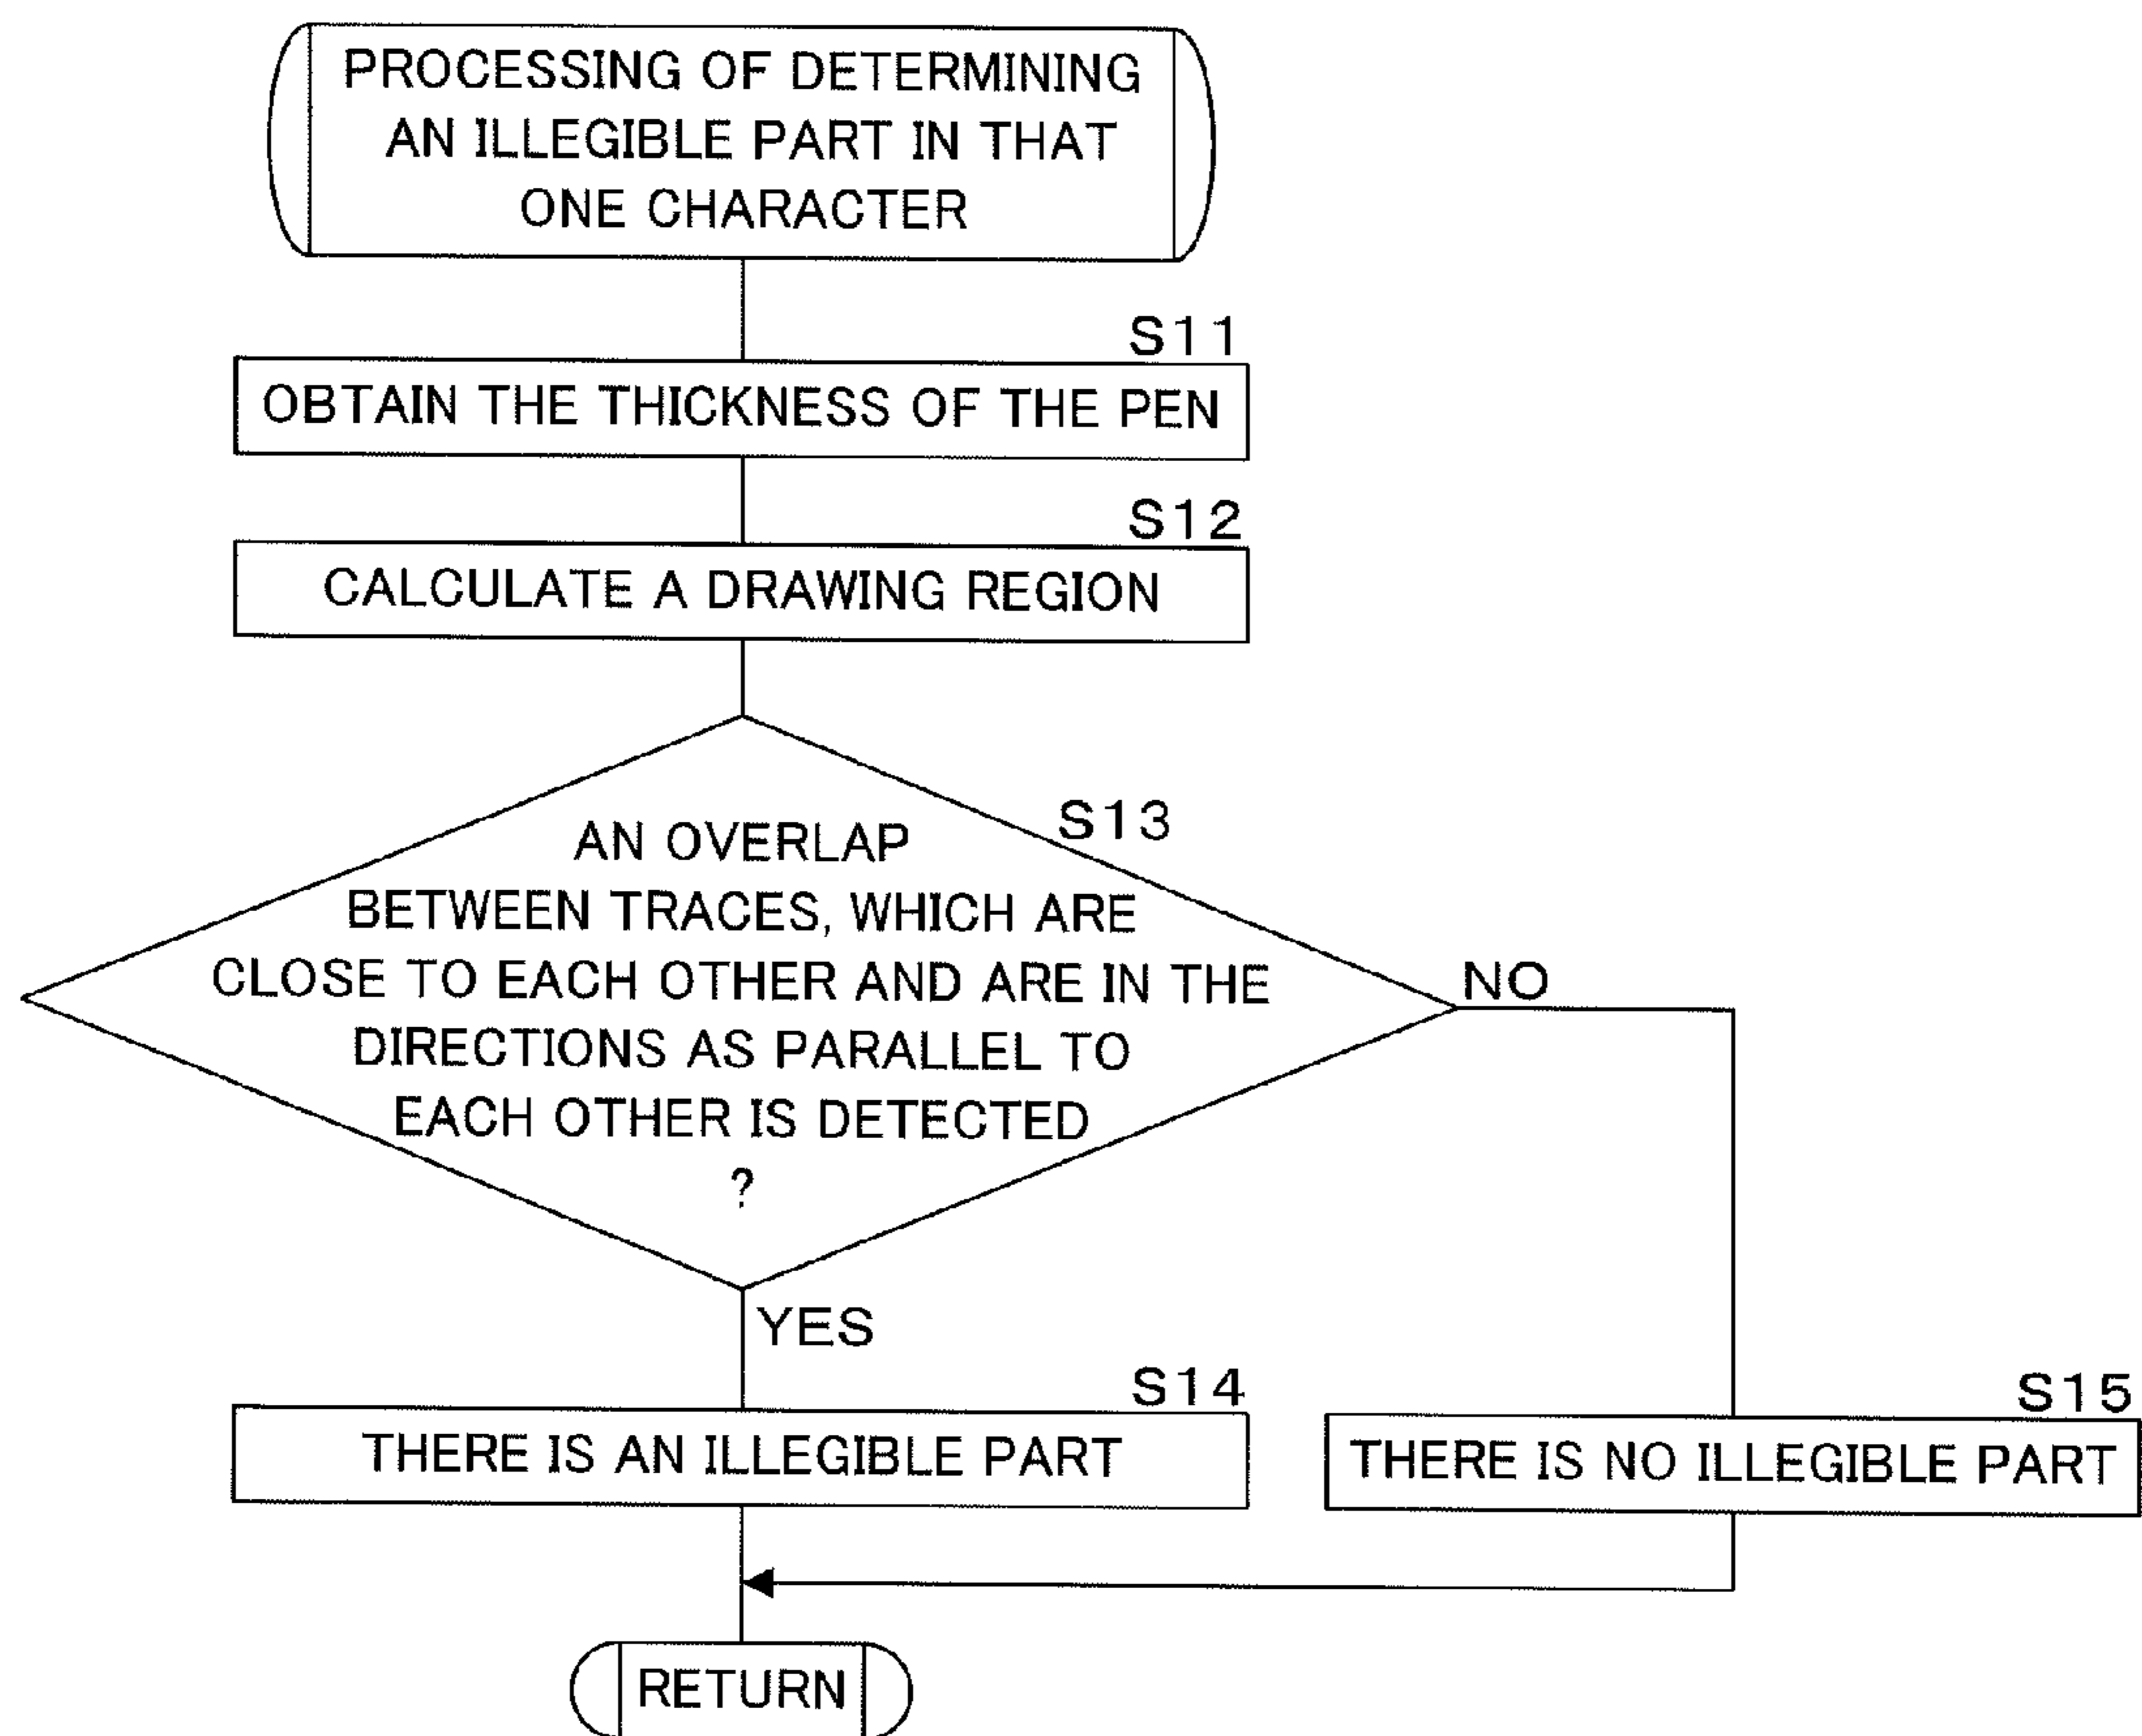 PROCESSING OF DETERMINING
AN ILLEGIBLE PART IN THAT
ONE CHARACTER
S11
OBTAIN THE THICKNESS OF THE PEN
S12
CALCULATE A DRAWING REGION
S13
AN OVERLAP
BETWEEN TRACES, WHICH ARE
CLOSE TO EACH OTHER AND ARE IN THE
DIRECTIONS AS PARALLEL TO
EACH OTHER IS DETECTED
?
NO
YES
S14
THERE IS AN ILLEGIBLE PART
S15
THERE IS NO ILLEGIBLE PART
RETURN